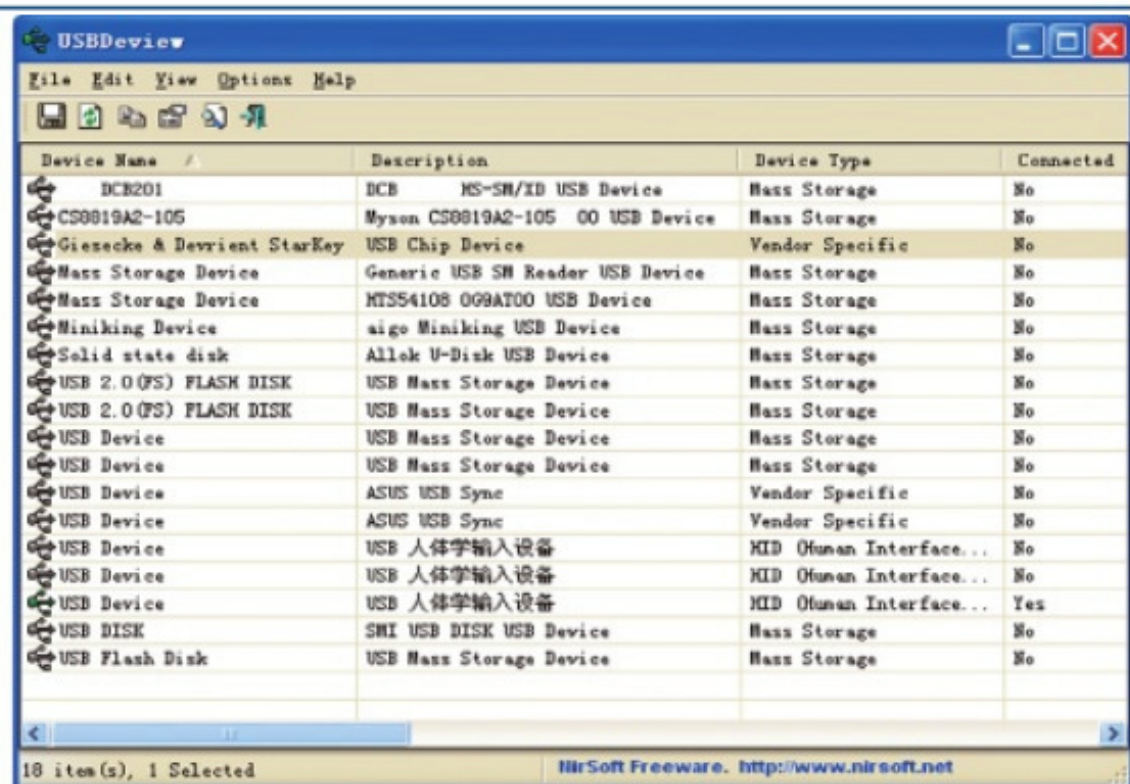 USBDeview
File Edit View Options Help
Device Name / Description Device Type Connected
DCB201 DCB MS-SM/XD USB Device Mass Storage No
CS8819A2-105 Myson CS8819A2-105 00 USB Device Mass Storage No
Giesecke & Devrient StarKey USB Chip Device Vendor Specific No
Mass Storage Device Generic USB SM Reader USB Device Mass Storage No
Mass Storage Device MTS54108 0G9AT00 USB Device Mass Storage No
Miniking Device aigo Miniking USB Device Mass Storage No
Solid state disk Allok U-Disk USB Device Mass Storage No
USB 2.0(FS) FLASH DISK USB Mass Storage Device Mass Storage No
USB 2.0(FS) FLASH DISK USB Mass Storage Device Mass Storage No
USB Device USB Mass Storage Device Mass Storage No
USB Device USB Mass Storage Device Mass Storage No
USB Device ASUS USB Sync Vendor Specific No
USB Device ASUS USB Sync Vendor Specific No
USB Device USB 人体学输入设备 HID (Human Interface... No
USB Device USB 人体学输入设备 HID (Human Interface... No
USB Device USB 人体学输入设备 HID (Human Interface... Yes
USB DISK SMI USB DISK USB Device Mass Storage No
USB Flash Disk USB Mass Storage Device Mass Storage No
18 item(s), 1 Selected NirSoft Freeware. http://www.nirsoft.net